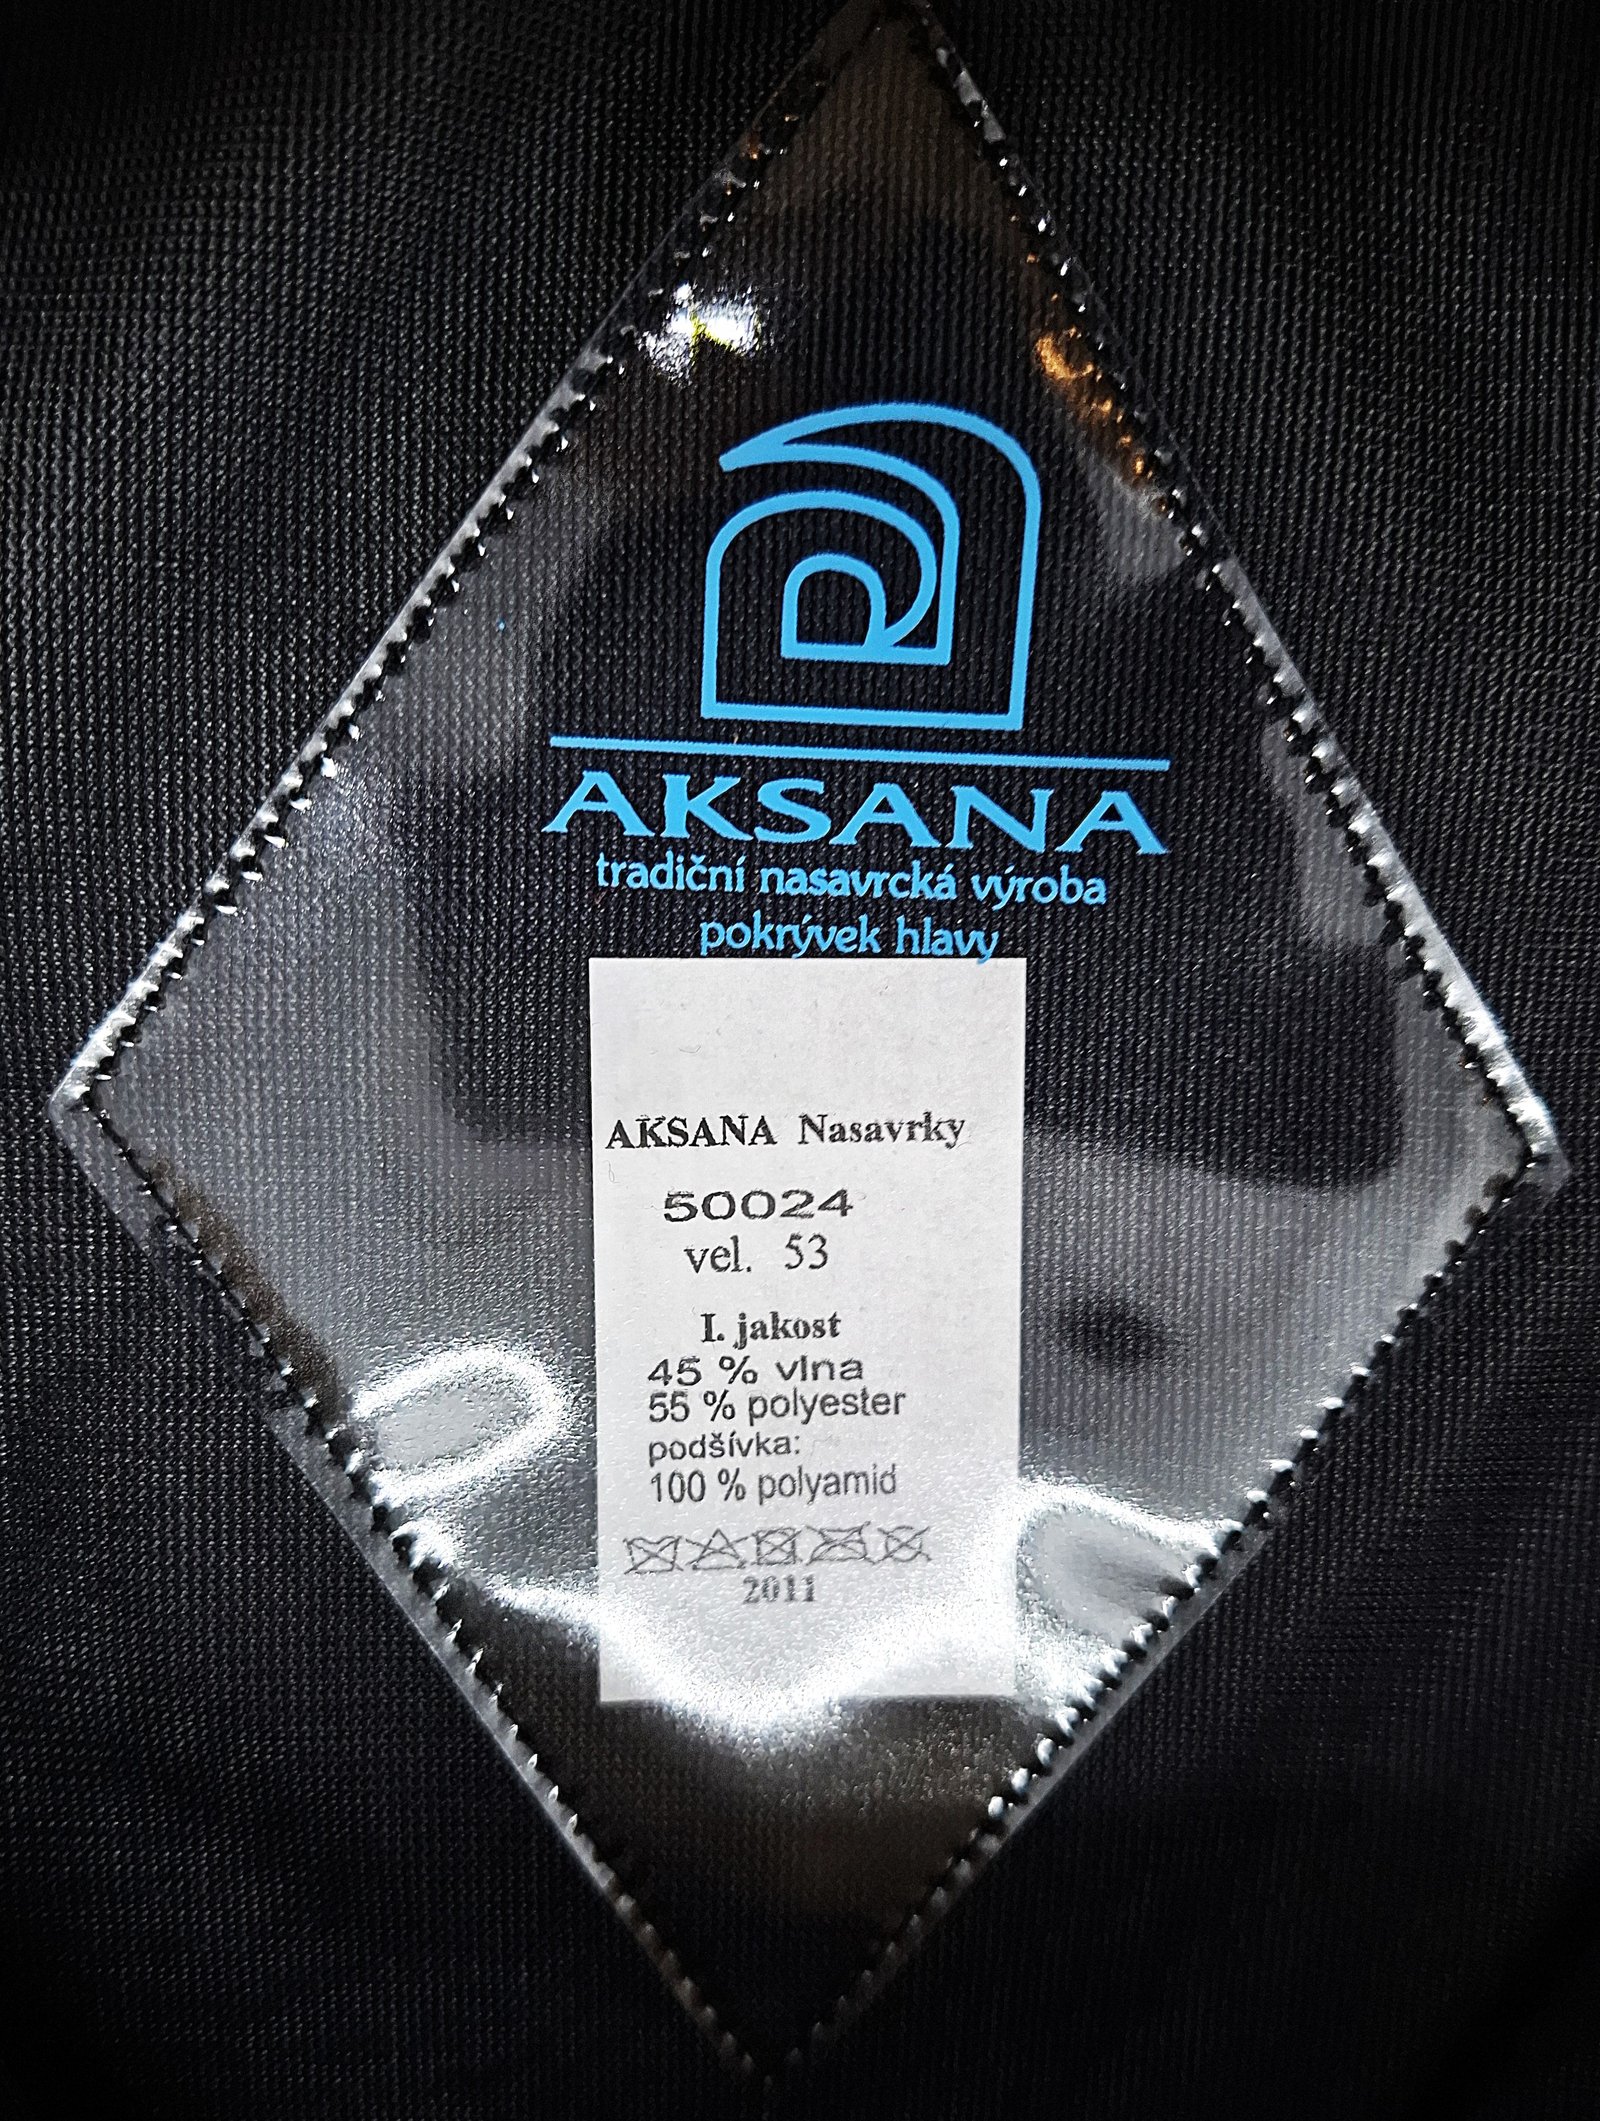 AKSANA
tradiční nasavrcká výroba
pokrývek hlavy
AKSANA Nasavrky
50024
vel. 53
I. jakost
45 % vlna
55 % polyester
podšívka:
100 % polyamid
2011